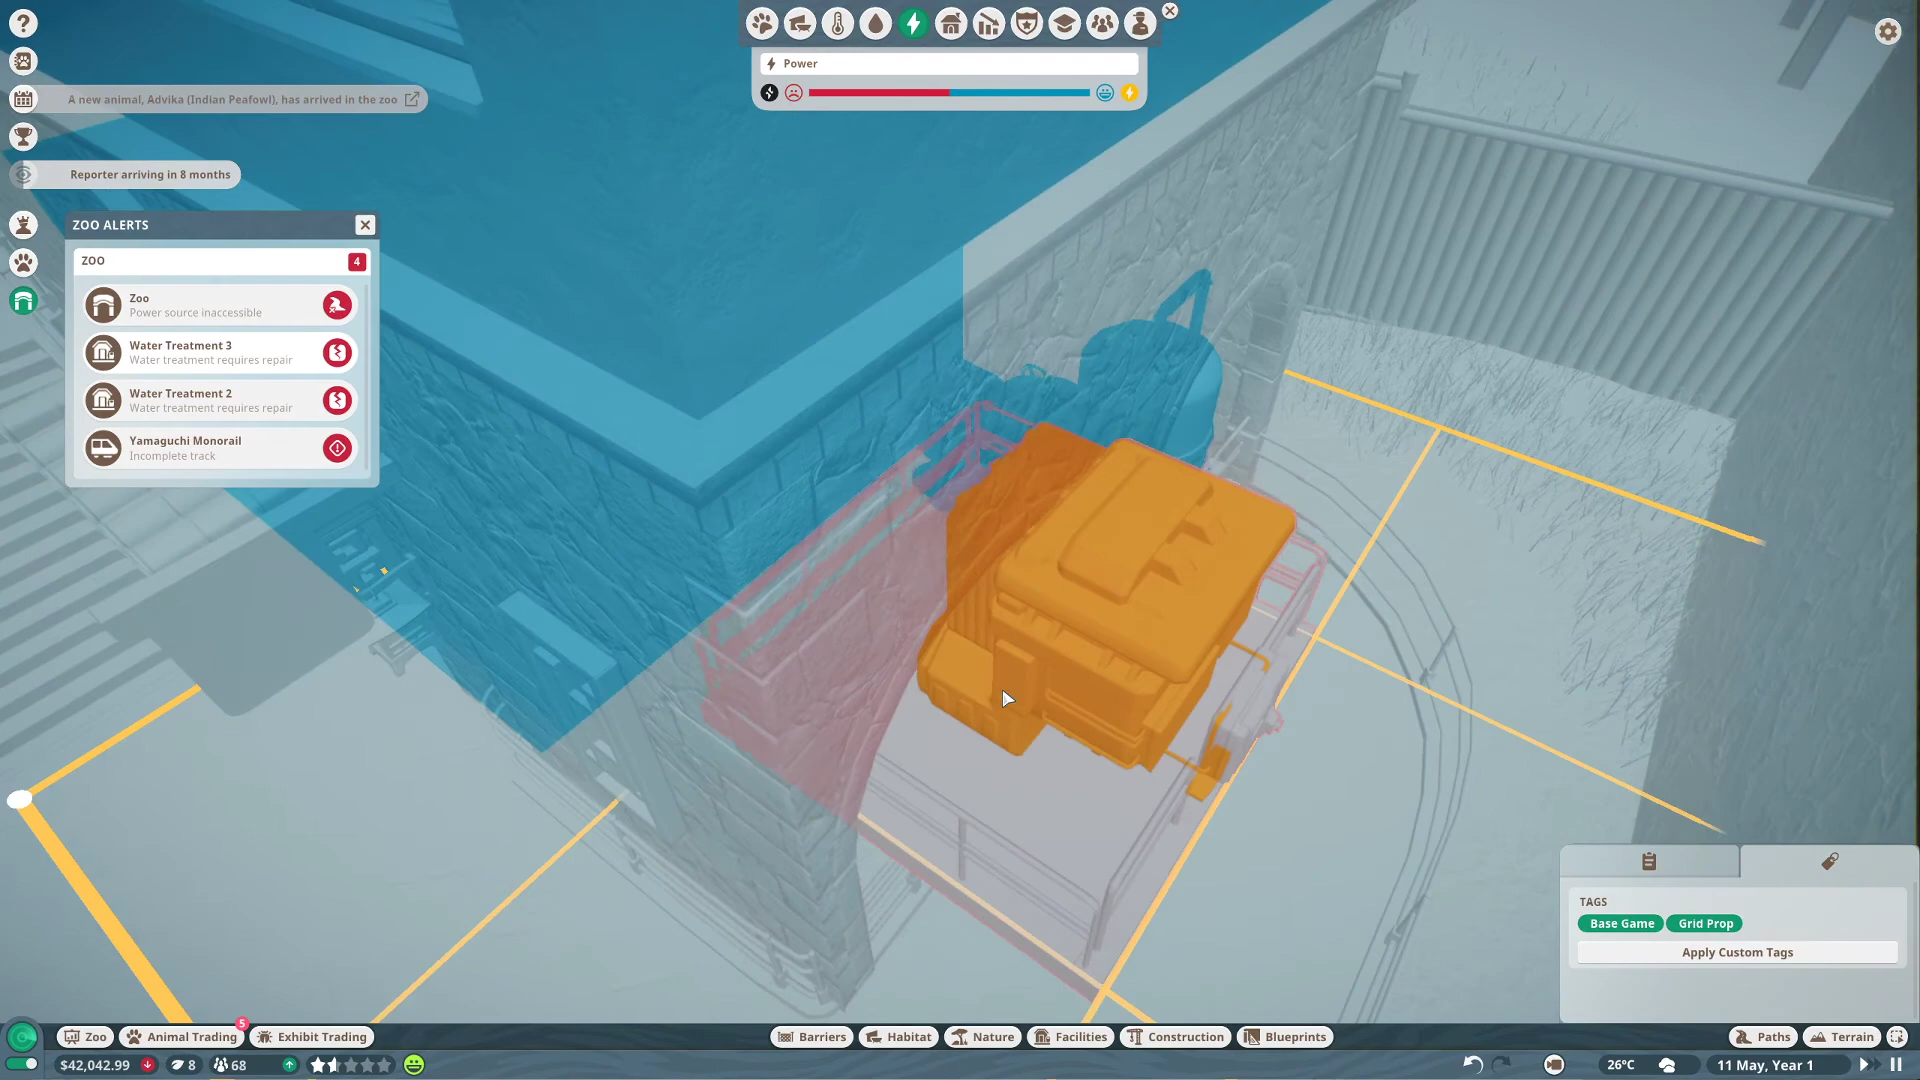 ?
A new animal, Advika (Indian Peafowl), has arrived in the zoo
Reporter arriving in 8 months
Power
ZOO ALERTS
ZOO
4
Zoo
Power source inaccessible
Water Treatment 3
Water treatment requires repair
Water Treatment 2
Water treatment requires repair
Yamaguchi Monorail
Incomplete track
TAGS
Base Game
Grid Prop
Apply Custom Tags
Zoo
Animal Trading
5
Exhibit Trading
Barriers
Habitat
Nature
Facilities
Construction
Blueprints
Paths
Terrain
$42,042.99
8
68
26°C
11 May, Year 1